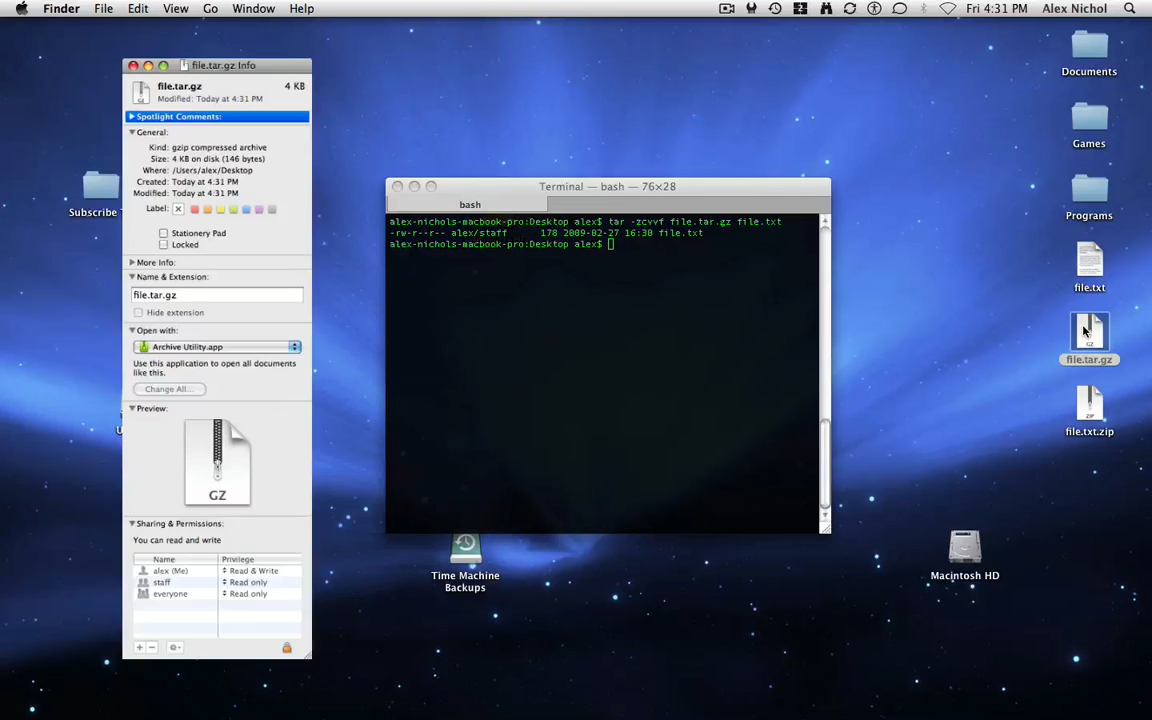 Finder File Edit View Go Window Help Fri 4:31 PM Alex Nichol
file.tar.gz Info
file.tar.gz 4 KB
Modified: Today at 4:31 PM
Spotlight Comments:
General:
Kind: gzip compressed archive
Size: 4 KB on disk (146 bytes)
Where: /Users/alex/Desktop
Created: Today at 4:31 PM
Modified: Today at 4:31 PM
Label:
Stationery Pad
Locked
More Info:
Name & Extension:
file.tar.gz
Hide extension
Open with:
Archive Utility.app
Use this application to open all documents
like this.
Change All...
Preview:
GZ
Sharing & Permissions:
You can read and write
Name Privilege
alex (Me) Read & Write
staff Read only
everyone Read only
Subscribe
Terminal — bash — 76×28
bash
alex-nichols-macbook-pro:Desktop alex$ tar -zcvvf file.tar.gz file.txt
-rw-r--r-- alex/staff 178 2009-02-27 16:30 file.txt
alex-nichols-macbook-pro:Desktop alex$
Time Machine
Backups
Macintosh HD
Documents
Games
Programs
file.txt
GZ
file.tar.gz
ZIP
file.txt.zip